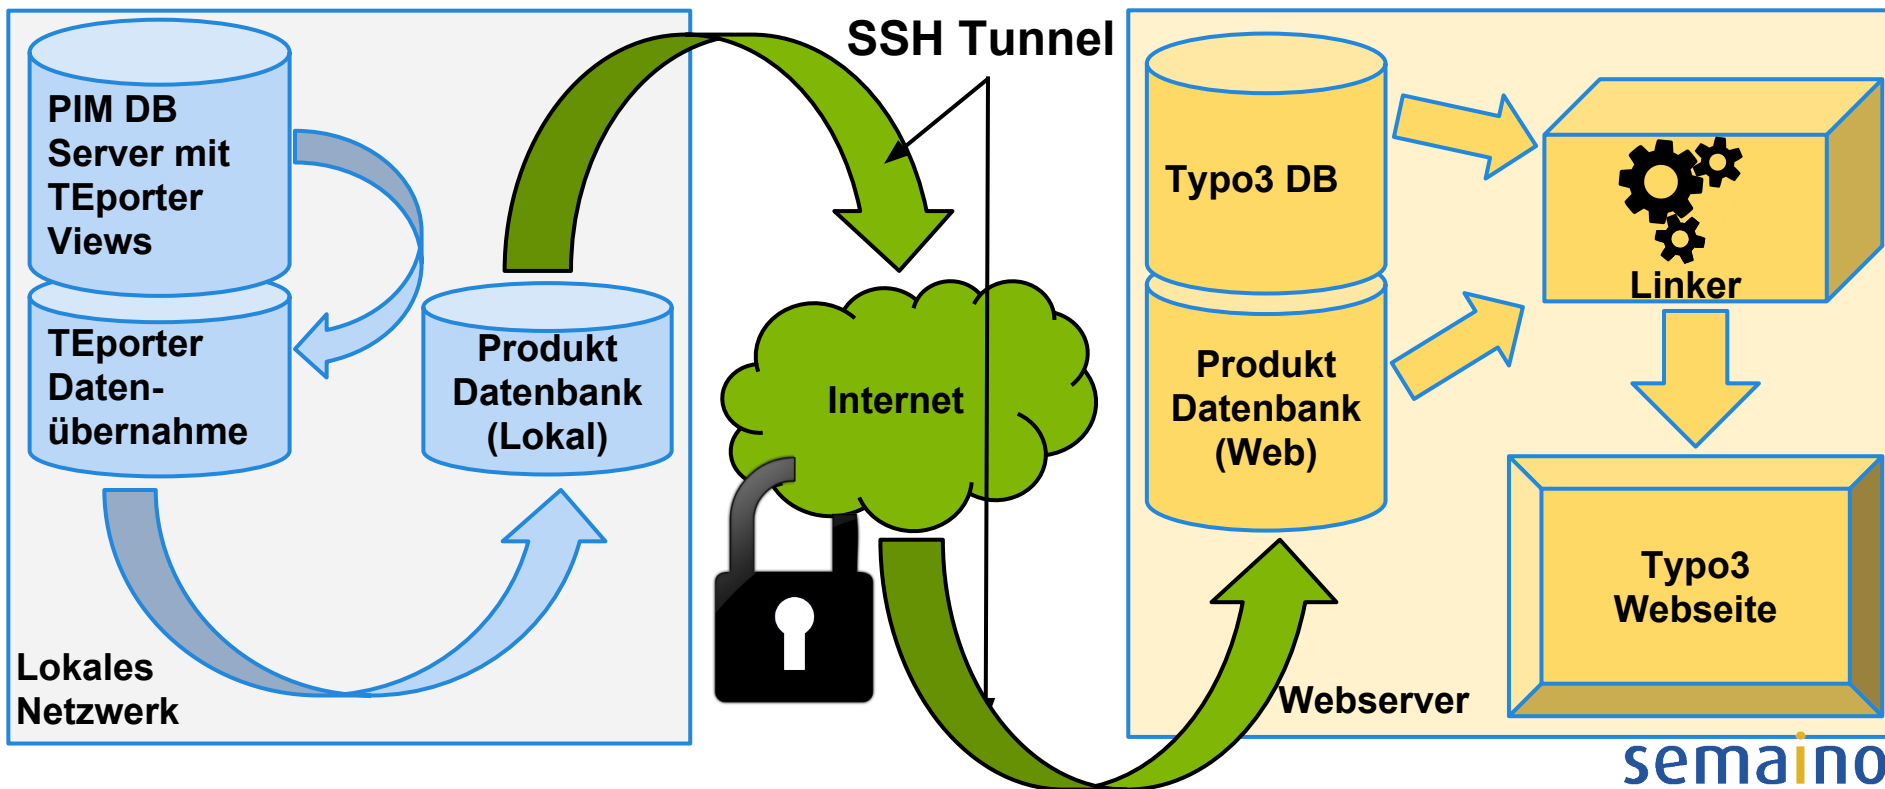 SSH Tunnel
PIM DB
Server mit
TEporter
Views
TEporter
Daten-
übernahme
Produkt
Datenbank
(Lokal)
Lokales
Netzwerk
Internet
Typo3 DB
Produkt
Datenbank
(Web)
Linker
Typo3
Webseite
Webserver
semaino